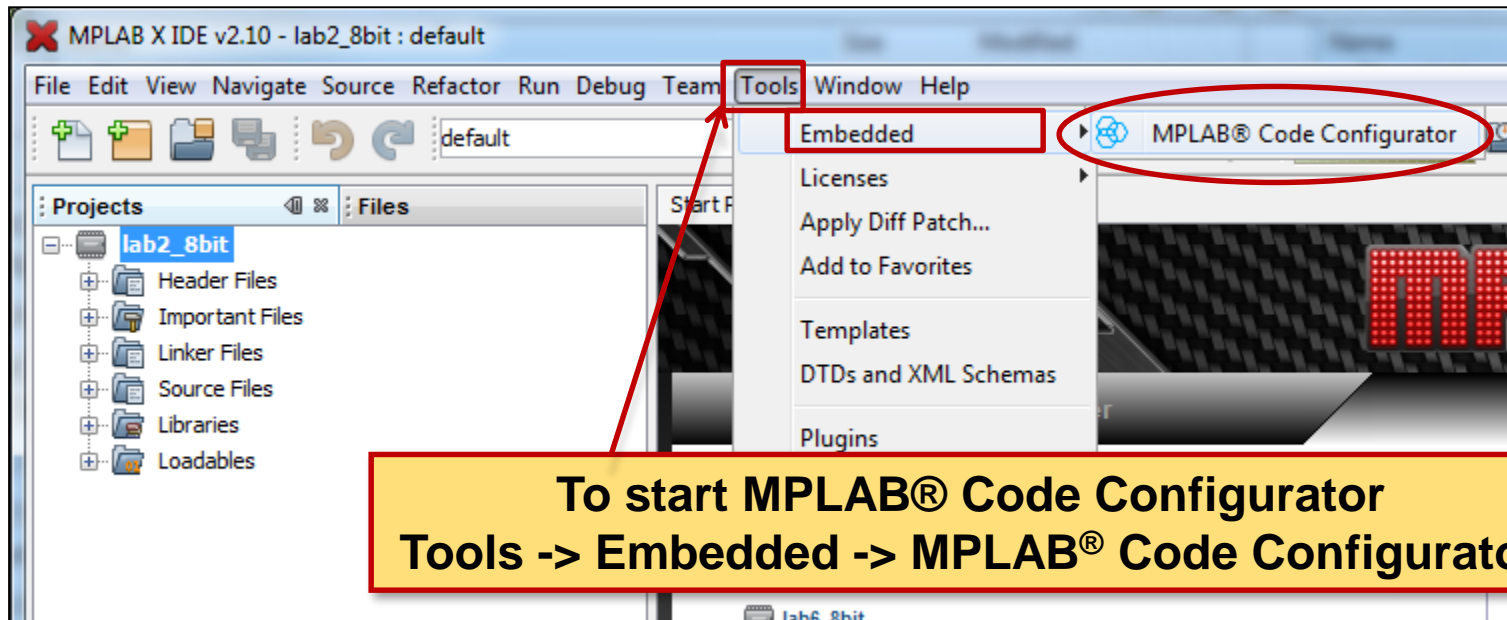 MPLAB X IDE v2.10 - lab2_8bit : default
File Edit View Navigate Source Refactor Run Debug Team Tools Window Help
default
Embedded
MPLAB® Code Configurator
Licenses
Apply Diff Patch...
Add to Favorites
Templates
DTDs and XML Schemas
Plugins
Projects
Files
Start P
lab2_8bit
Header Files
Important Files
Linker Files
Source Files
Libraries
Loadables
To start MPLAB® Code Configurator
Tools -> Embedded -> MPLAB® Code Configurato
lab6_8bit